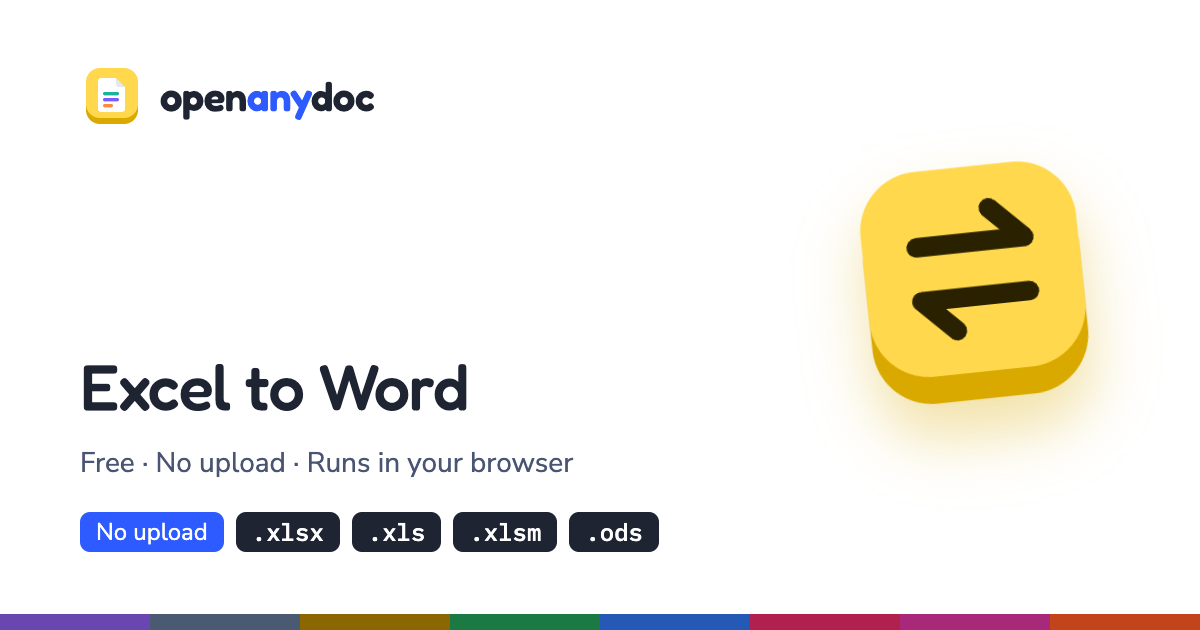 openanydoc
Excel to Word
Free · No upload · Runs in your browser
No upload .xlsx .xls .xlsm .ods